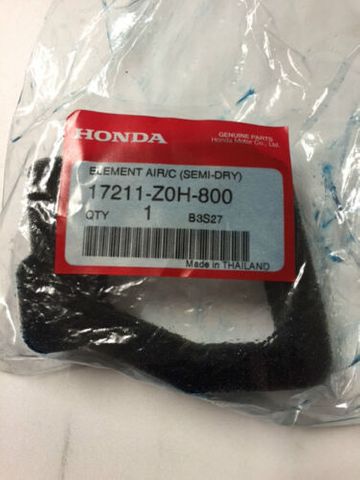 HONDA
GENUINE PARTS
Honda Motor Co., Ltd.
ELEMENT AIR/C (SEMI-DRY)
17211-Z0H-800
QTY 1 B3S27
Made in THAILAND